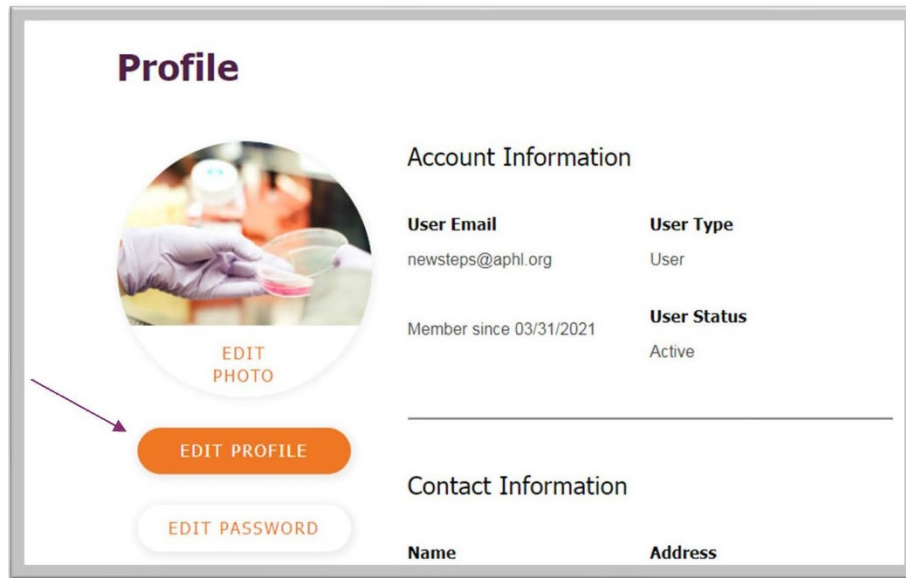 Profile
EDIT
PHOTO
EDIT PROFILE
EDIT PASSWORD
Account Information
User Email
User Type
newsteps@aphl.org
User
Member since 03/31/2021
User Status
Active
Contact Information
Name
Address